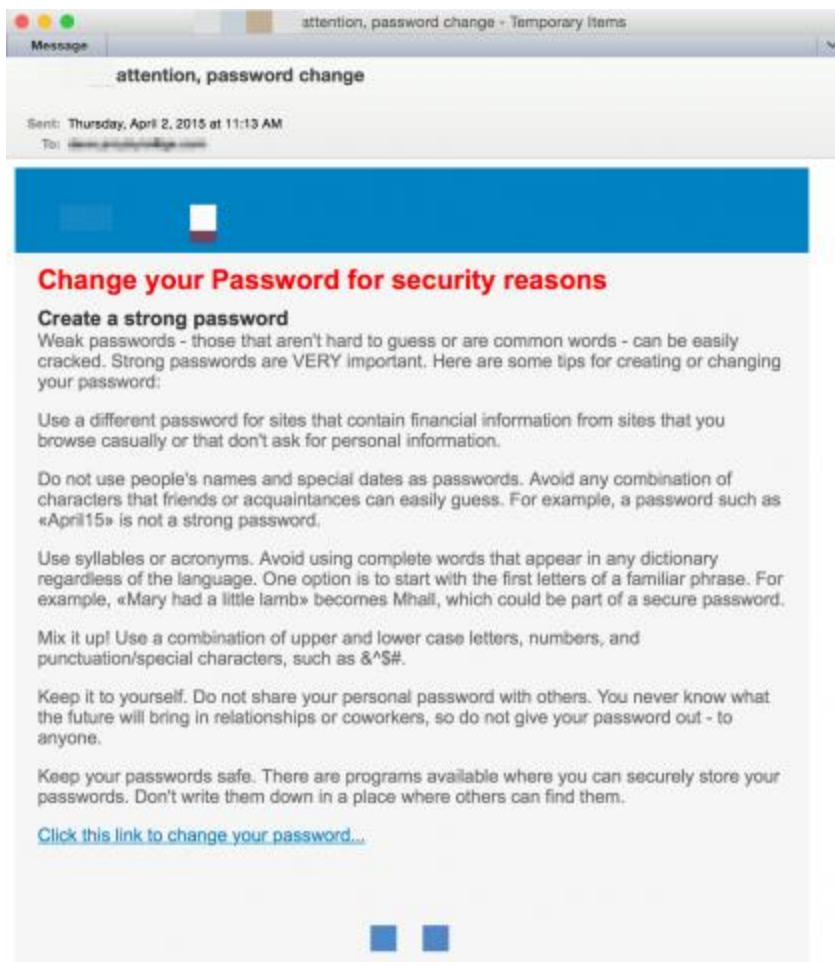 attention, password change - Temporary Items
Message
attention, password change
Sent: Thursday, April 2, 2015 at 11:13 AM
To:
Change your Password for security reasons
Create a strong password
Weak passwords - those that aren't hard to guess or are common words - can be easily
cracked. Strong passwords are VERY important. Here are some tips for creating or changing
your password:
Use a different password for sites that contain financial information from sites that you
browse casually or that don't ask for personal information.
Do not use people's names and special dates as passwords. Avoid any combination of
characters that friends or acquaintances can easily guess. For example, a password such as
«April15» is not a strong password.
Use syllables or acronyms. Avoid using complete words that appear in any dictionary
regardless of the language. One option is to start with the first letters of a familiar phrase. For
example, «Mary had a little lamb» becomes Mhall, which could be part of a secure password.
Mix it up! Use a combination of upper and lower case letters, numbers, and
punctuation/special characters, such as &^$#.
Keep it to yourself. Do not share your personal password with others. You never know what
the future will bring in relationships or coworkers, so do not give your password out - to
anyone.
Keep your passwords safe. There are programs available where you can securely store your
passwords. Don't write them down in a place where others can find them.
Click this link to change your password...